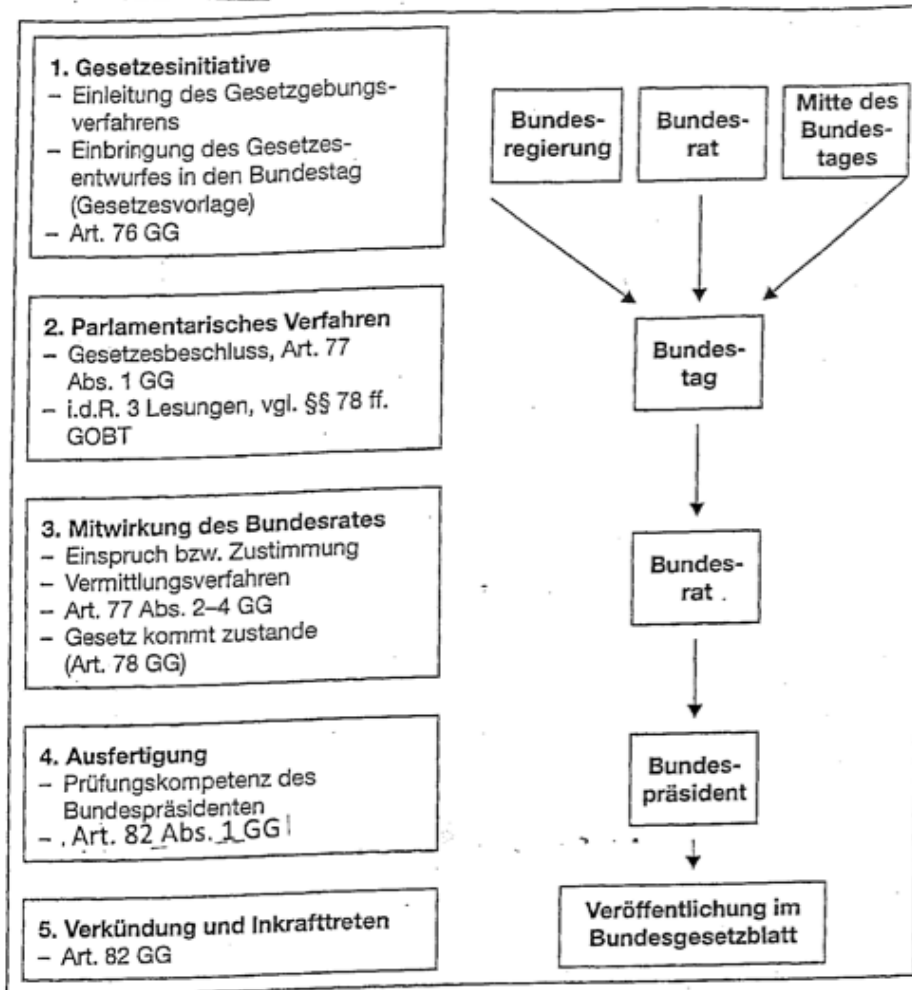 1. Gesetzesinitiative
– Einleitung des Gesetzgebungs-
verfahrens
– Einbringung des Gesetzes-
entwurfes in den Bundestag
(Gesetzesvorlage)
– Art. 76 GG
Bundes-
regierung
Bundes-
rat
Mitte des
Bundes-
tages
2. Parlamentarisches Verfahren
– Gesetzesbeschluss, Art. 77
Abs. 1 GG
– i.d.R. 3 Lesungen, vgl. §§ 78 ff.
GOBT
Bundes-
tag
3. Mitwirkung des Bundesrates
– Einspruch bzw. Zustimmung
– Vermittlungsverfahren
– Art. 77 Abs. 2–4 GG
– Gesetz kommt zustande
(Art. 78 GG)
Bundes-
rat
4. Ausfertigung
– Prüfungskompetenz des
Bundespräsidenten
– Art. 82 Abs. 1 GG
Bundes-
präsident
5. Verkündung und Inkrafttreten
– Art. 82 GG
Veröffentlichung im
Bundesgesetzblatt